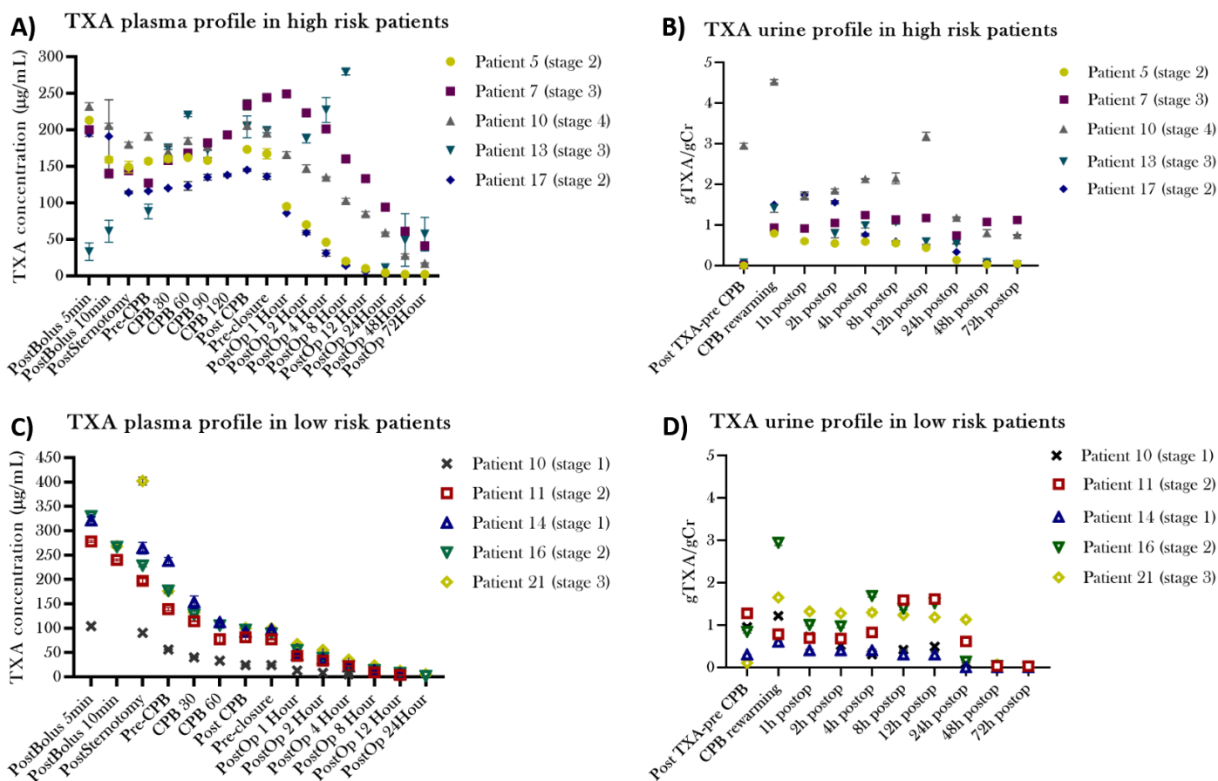 A) TXA plasma profile in high risk patients
TXA concentration (µg/mL)
300
250
200
150
100
50
0
PostBolus 5min
PostBolus 10min
PostSternotomy
Pre-CPB
CPB 30
CPB 60
CPB 90
CPB 120
Post CPB
Pre-closure
PostOp 1 Hour
PostOp 2 Hour
PostOp 4 Hour
PostOp 8 Hour
PostOp 12 Hour
PostOp 24Hour
PostOp 48Hour
PostOp 72Hour
Patient 5 (stage 2)
Patient 7 (stage 3)
Patient 10 (stage 4)
Patient 13 (stage 3)
Patient 17 (stage 2)
B) TXA urine profile in high risk patients
gTXA/gCr
5
4
3
2
1
0
Post TXA-pre CPB
CPB rewarming
1h postop
2h postop
4h postop
8h postop
12h postop
24h postop
48h postop
72h postop
Patient 5 (stage 2)
Patient 7 (stage 3)
Patient 10 (stage 4)
Patient 13 (stage 3)
Patient 17 (stage 2)
C) TXA plasma profile in low risk patients
TXA concentration (µg/mL)
450
400
350
300
250
200
150
100
50
0
PostBolus 5min
PostBolus 10min
PostSternotomy
Pre-CPB
CPB 30
CPB 60
Post CPB
Pre-closure
PostOp 1 Hour
PostOp 2 Hour
PostOp 4 Hour
PostOp 8 Hour
PostOp 12 Hour
PostOp 24Hour
Patient 10 (stage 1)
Patient 11 (stage 2)
Patient 14 (stage 1)
Patient 16 (stage 2)
Patient 21 (stage 3)
D) TXA urine profile in low risk patients
gTXA/gCr
5
4
3
2
1
0
Post TXA-pre CPB
CPB rewarming
1h postop
2h postop
4h postop
8h postop
12h postop
24h postop
48h postop
72h postop
Patient 10 (stage 1)
Patient 11 (stage 2)
Patient 14 (stage 1)
Patient 16 (stage 2)
Patient 21 (stage 3)